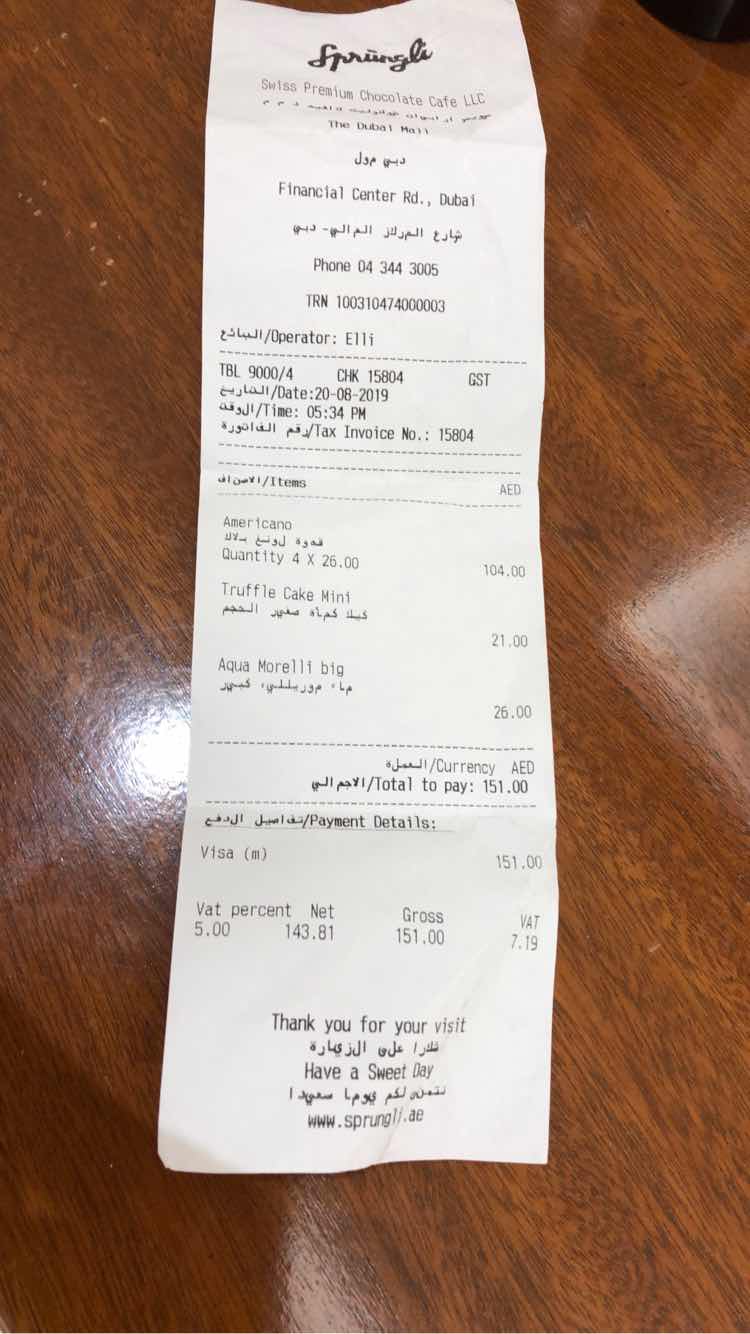 Sprüngli
Swiss Premium Chocolate Cafe LLC
The Dubai Mall
دبي مول
Financial Center Rd., Dubai
شارع المركز المالي- دبي
Phone 04 344 3005
TRN 100310474000003
البائع/Operator: Elli
TBL 9000/4 CHK 15804 GST
التاريخ/Date:20-08-2019
الوقت/Time: 05:34 PM
رقم الفاتورة/Tax Invoice No.: 15804
الاصناف/Items AED
Americano
قهوة لونغ بلاك
Quantity 4 X 26.00 104.00
Truffle Cake Mini
كيك كمأة صغير الحجم
21.00
Aqua Morelli big
ماء موريللي، كبير
26.00
العملة/Currency AED
الاجمالي/Total to pay: 151.00
تفاصيل الدفع/Payment Details:
Visa (m) 151.00
Vat percent Net Gross VAT
5.00 143.81 151.00 7.19
Thank you for your visit
شكرا على الزيارة
Have a Sweet Day
نتمنى لكم يوما سعيدا
www.sprungli.ae